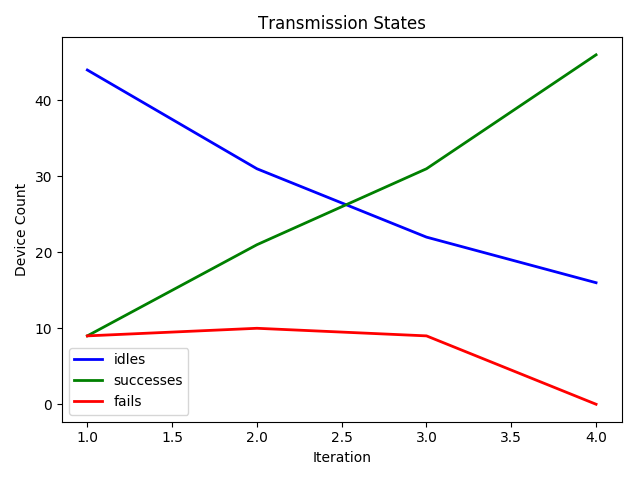 Transmission States
Device Count
40
30
20
10
0
idles
successes
fails
1.0 1.5 2.0 2.5 3.0 3.5 4.0
Iteration